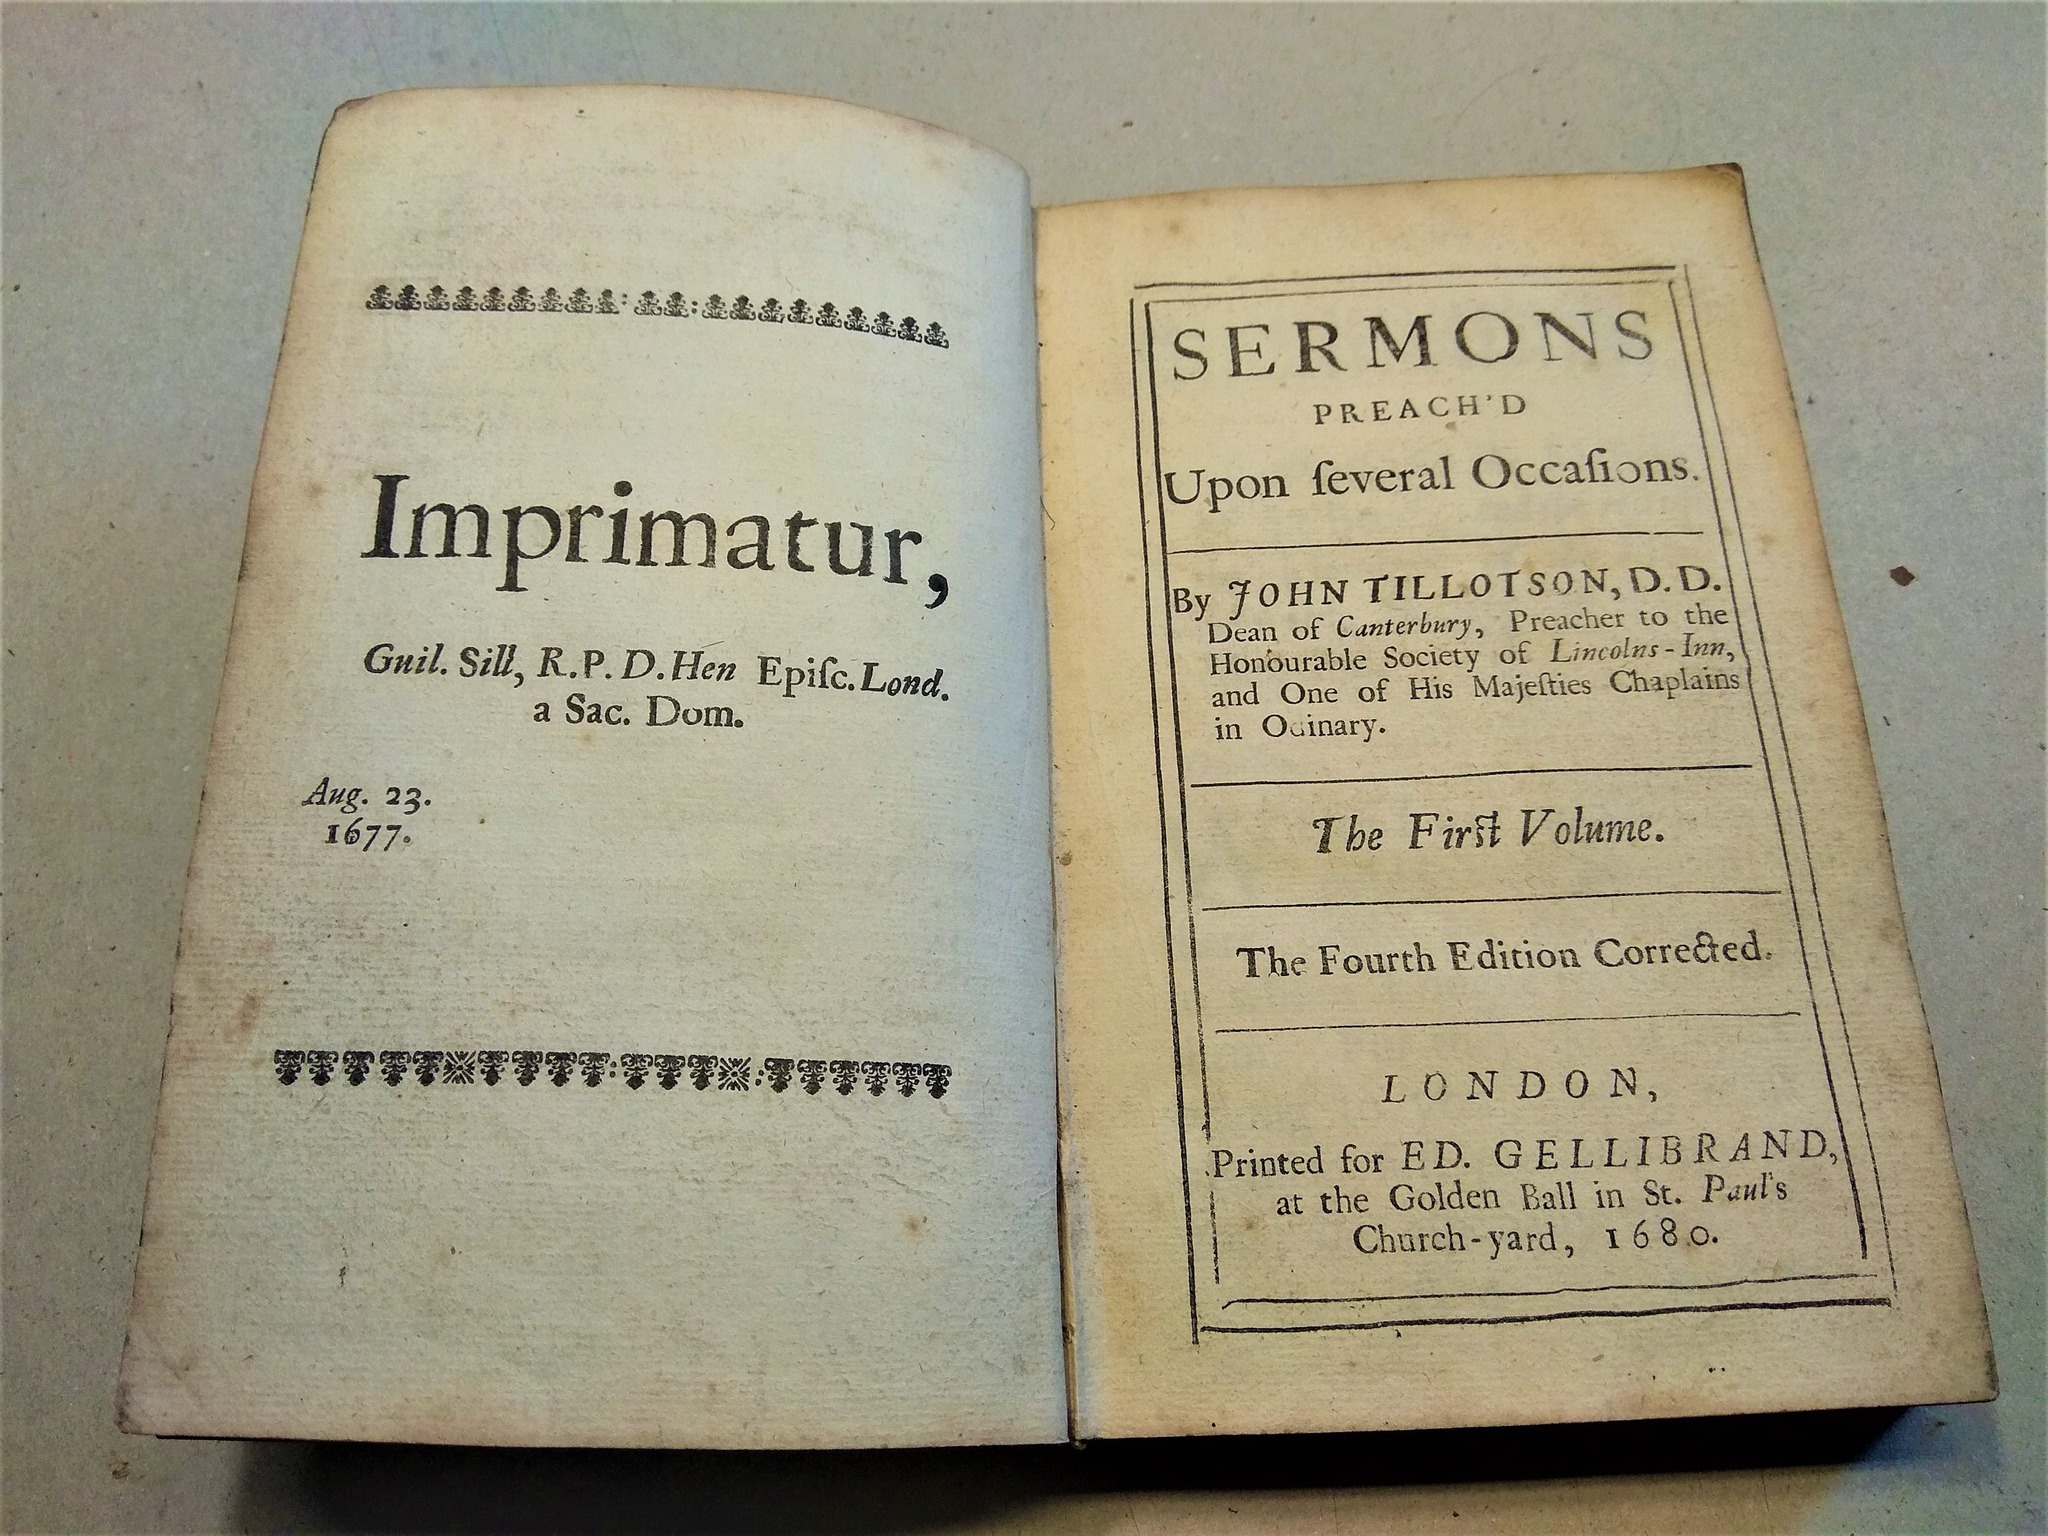 Imprimatur,
Guil. Sill, R. P. D. Hen Epiſc. Lond.
a Sac. Dom.
Aug. 23.
1677.
SERMONS
PREACH'D
Upon ſeveral Occaſions.
By JOHN TILLOTSON, D.D.
Dean of Canterbury, Preacher to the
Honourable Society of Lincolns-Inn,
and One of His Majeſties Chaplains
in Odinary.
The Firſt Volume.
The Fourth Edition Corrected.
LONDON,
Printed for ED. GELLIBRAND,
at the Golden Ball in St. Paul's
Church-yard, 1680.